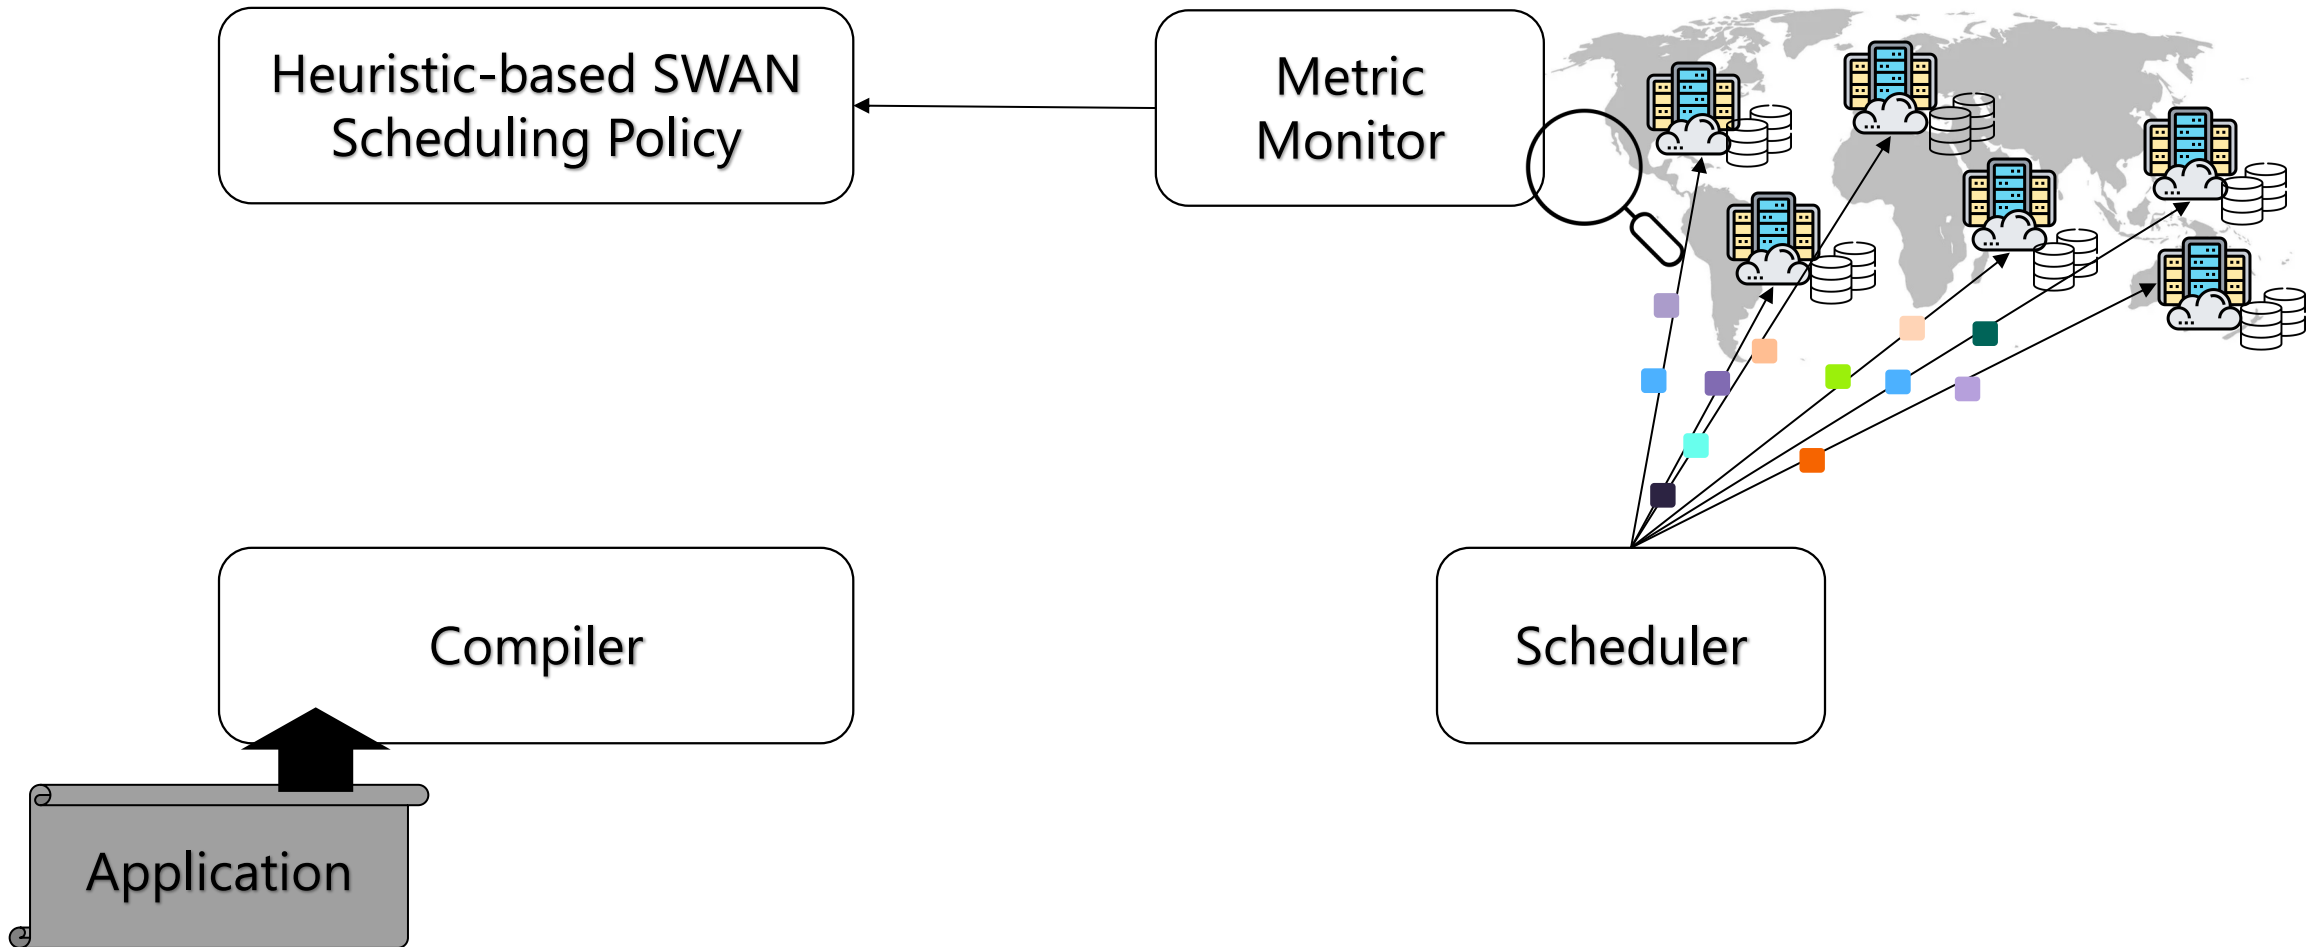 Heuristic-based SWAN
Scheduling Policy
Metric
Monitor
Compiler
Scheduler
Application